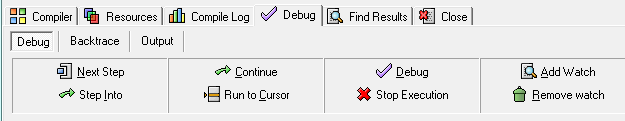 Compiler Resources Compile Log Debug Find Results Close
Debug Backtrace Output
Next Step Continue Debug Add Watch
Step Into Run to Cursor Stop Execution Remove watch